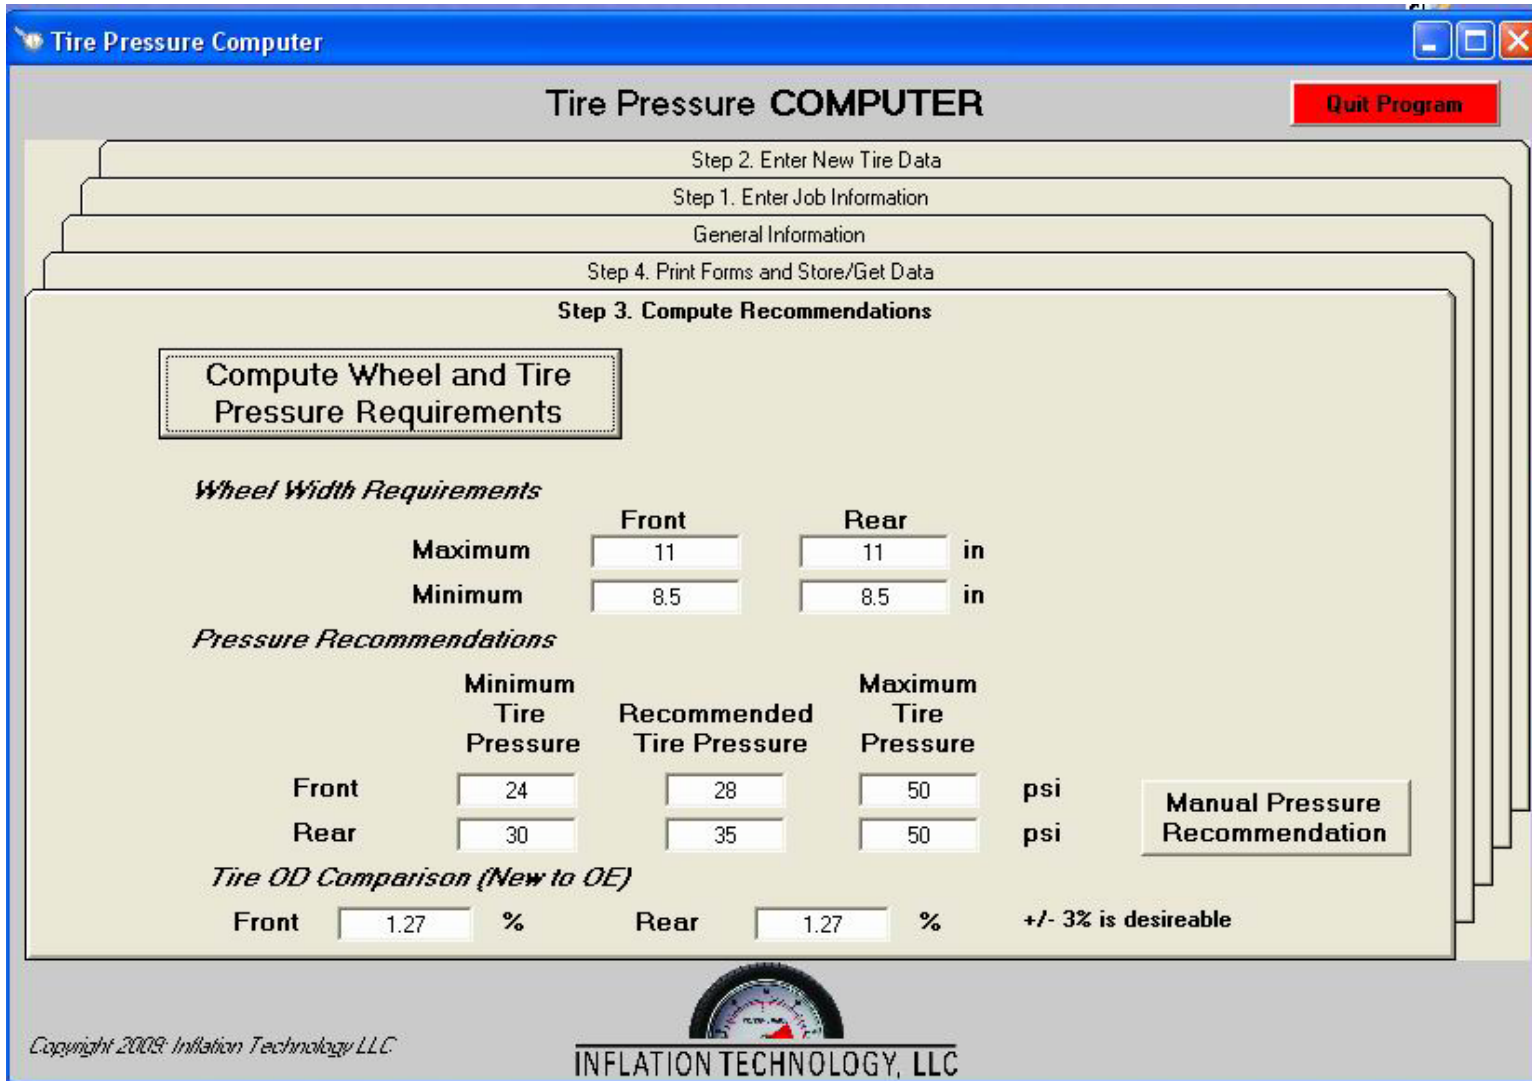 Tire Pressure Computer
Tire Pressure COMPUTER
Quit Program
Step 2. Enter New Tire Data
Step 1. Enter Job Information
General Information
Step 4. Print Forms and Store/Get Data
Step 3. Compute Recommendations
Compute Wheel and Tire
Pressure Requirements
Wheel Width Requirements
Front Rear
Maximum 11 11 in
Minimum 8.5 8.5 in
Pressure Recommendations
Minimum Maximum
Tire Recommended Tire
Pressure Tire Pressure Pressure
Front 24 28 50 psi
Rear 30 35 50 psi
Manual Pressure
Recommendation
Tire OD Comparison (New to OE)
Front 1.27 % Rear 1.27 % +/- 3% is desireable
Copyright 2009: Inflation Technology LLC
INFLATION TECHNOLOGY, LLC